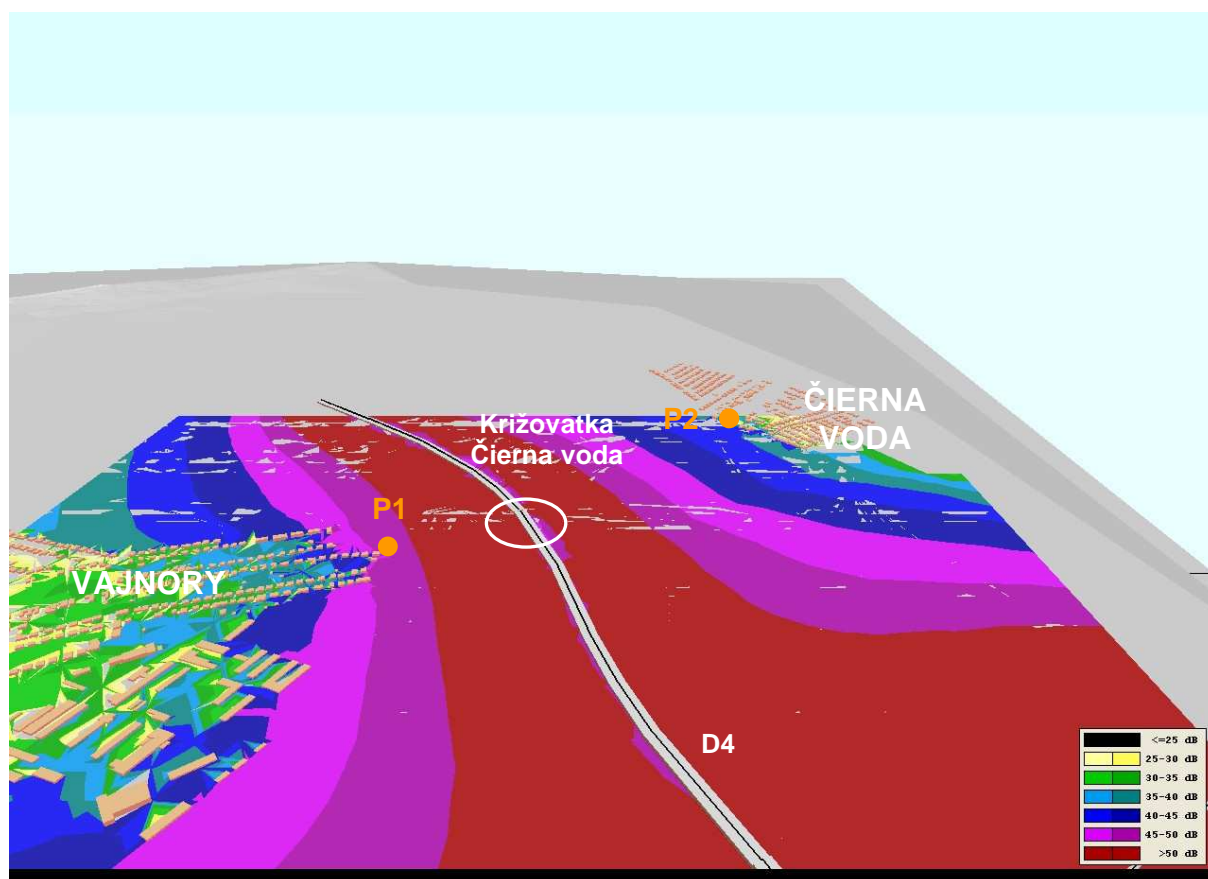 ČIERNA
VODA
P2
Križovatka
Čierna voda
P1
VAJNORY
D4
<=25 dB
25-30 dB
30-35 dB
35-40 dB
40-45 dB
45-50 dB
>50 dB